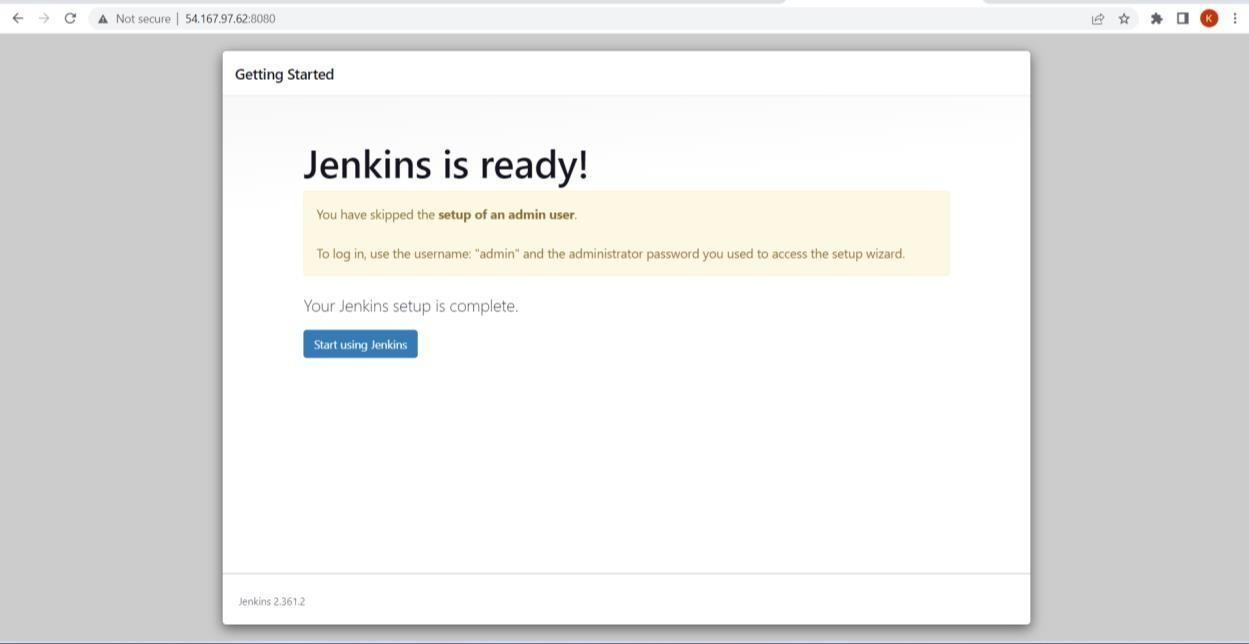 Not secure | 54.167.97.62:8080
K
Getting Started
Jenkins is ready!
You have skipped the setup of an admin user.
To log in, use the username: "admin" and the administrator password you used to access the setup wizard.
Your Jenkins setup is complete.
Start using Jenkins
Jenkins 2.361.2